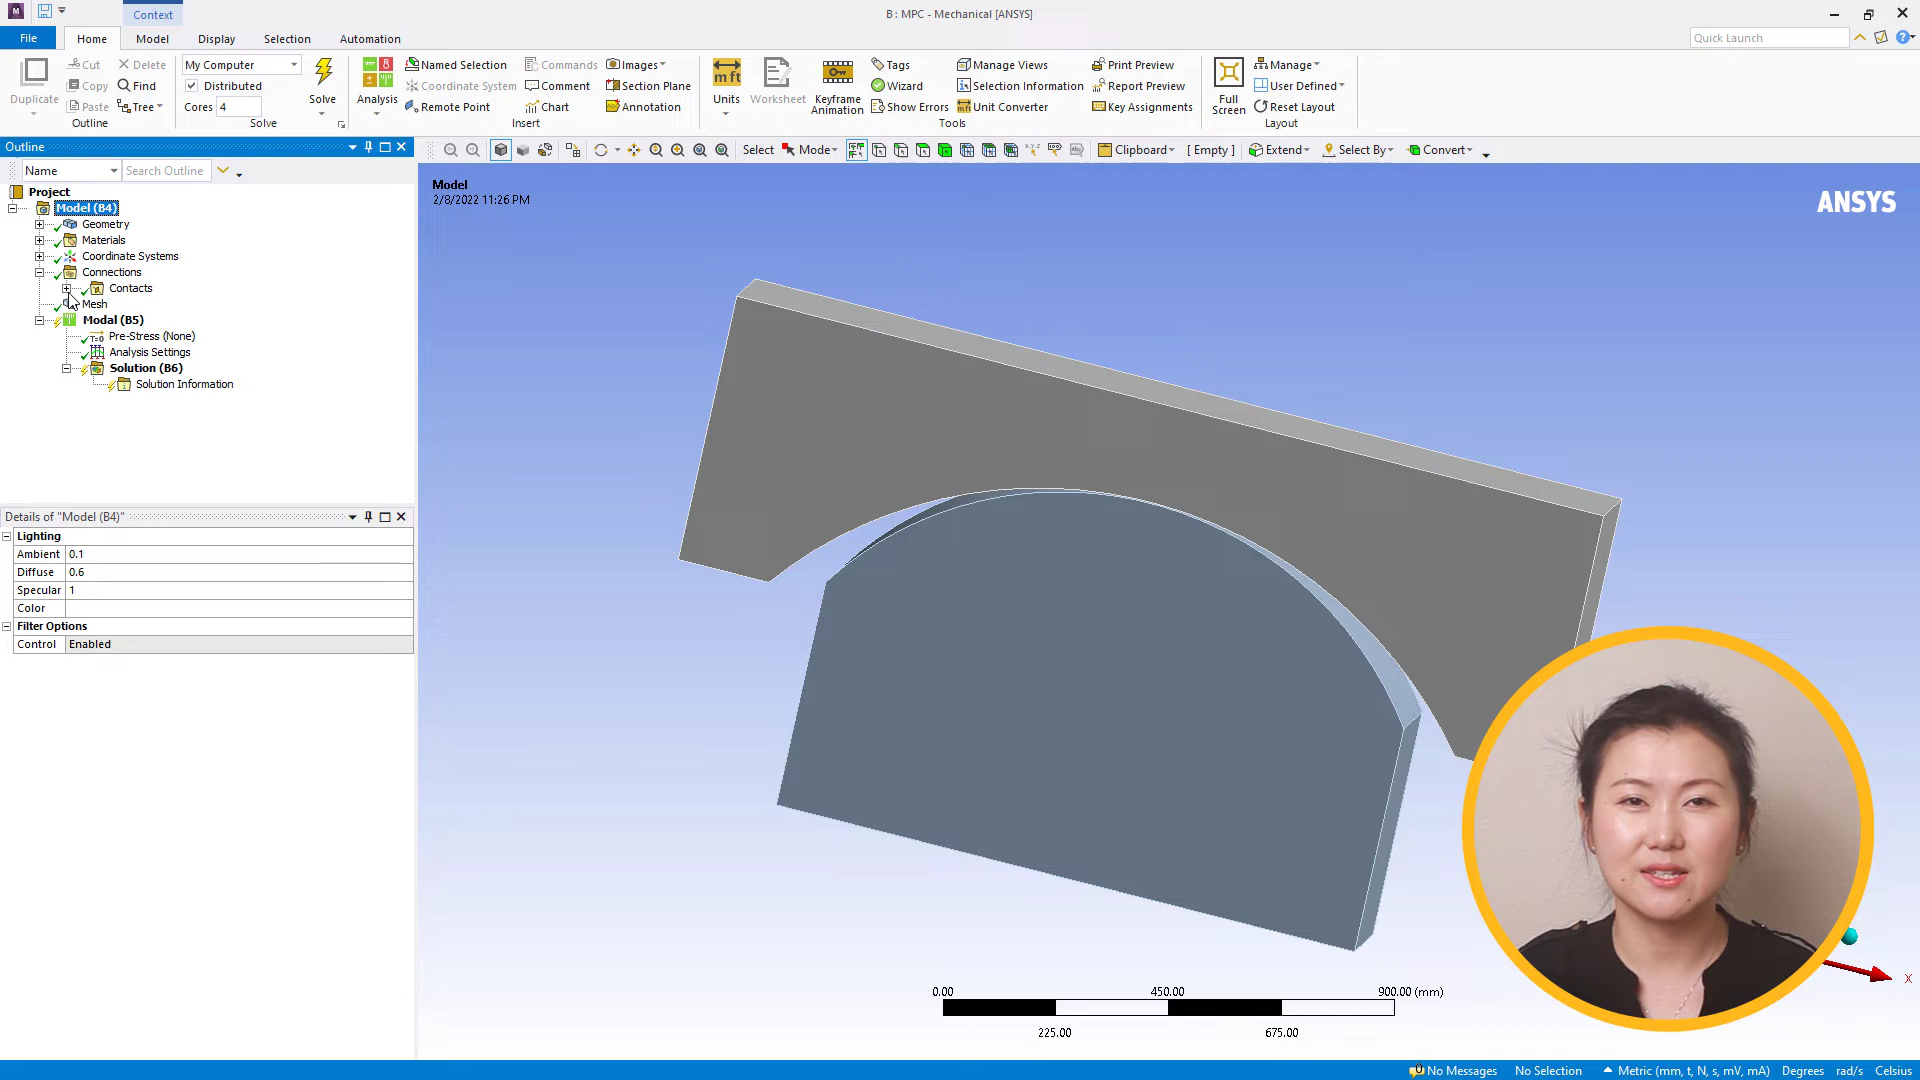 Context
B : MPC - Mechanical [ANSYS]
File
Home
Model
Display
Selection
Automation
Quick Launch
Duplicate
Cut
Copy
Paste
Delete
Find
Tree
Outline
My Computer
Distributed
Cores 4
Solve
Solve
Analysis
Named Selection
Coordinate System
Remote Point
Commands
Comment
Chart
Images
Section Plane
Annotation
Insert
Units
Worksheet
Keyframe
Animation
Tags
Wizard
Show Errors
Manage Views
Selection Information
Unit Converter
Print Preview
Report Preview
Key Assignments
Tools
Full
Screen
Manage
User Defined
Reset Layout
Layout
Outline
Name
Search Outline
Select
Mode
Clipboard
[ Empty ]
Extend
Select By
Convert
Project
Model (B4)
Geometry
Materials
Coordinate Systems
Connections
Contacts
Mesh
Modal (B5)
Pre-Stress (None)
Analysis Settings
Solution (B6)
Solution Information
Details of "Model (B4)"
Lighting
Ambient 0.1
Diffuse 0.6
Specular 1
Color
Filter Options
Control Enabled
Model
2/8/2022 11:26 PM
ANSYS
0.00
450.00
900.00 (mm)
225.00
675.00
X
No Messages
No Selection
Metric (mm, t, N, s, mV, mA)
Degrees
rad/s
Celsius